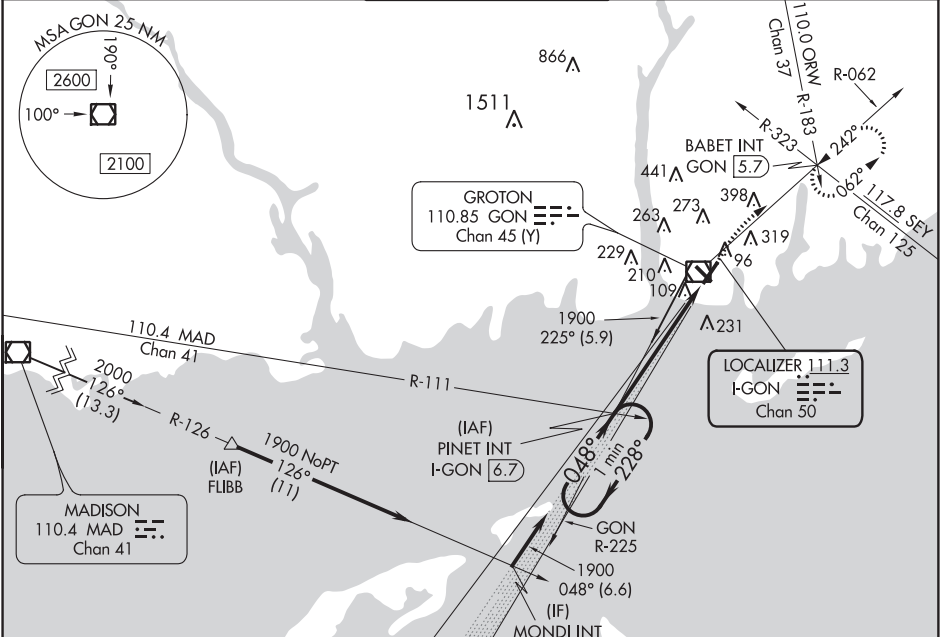 MSA GON 25 NM
190°
2600
100°
2100
866
1511
110.0 ORW
Chan 37
R-183
R-062
R-323
242°
062°
BABET INT
GON 5.7
117.8 SEY
Chan 125
441
398
273
263
319
229
210
96
109
231
GROTON
110.85 GON
Chan 45 (Y)
1900
225° (5.9)
LOCALIZER 111.3
I-GON
Chan 50
110.4 MAD
Chan 41
R-111
2000
126°
(13.3)
R-126
(IAF)
FLIBB
1900 NoPT
126°
(11)
(IAF)
PINET INT
I-GON 6.7
048°
1 min
228°
MADISON
110.4 MAD
Chan 41
GON
R-225
1900
048° (6.6)
(IF)
MONDI INT